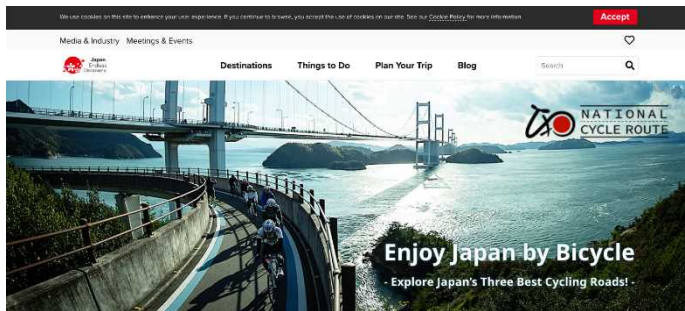 We use cookies on this site to enhance your user experience. If you continue to browse, you accept the use of cookies on our site. See our Cookie Policy for more information
Accept
Media & Industry
Meetings & Events
Japan
Endless
Discovery
Destinations
Things to Do
Plan Your Trip
Blog
Search
NATIONAL
CYCLE ROUTE
Enjoy Japan by Bicycle
- Explore Japan's Three Best Cycling Roads! -